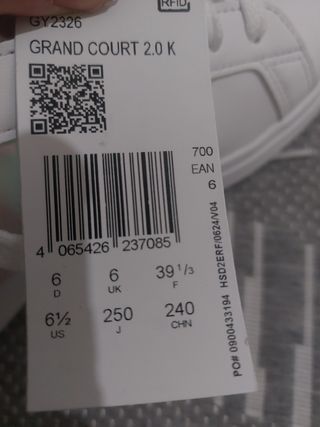 RFID
GY2326
GRAND COURT 2.0 K
700
EAN
6
4 065426 237085
6 6 39 1/3
D UK F
6½ 250 240
US J CHN
PO# 0900433194 HSD2ERF/0624/V04